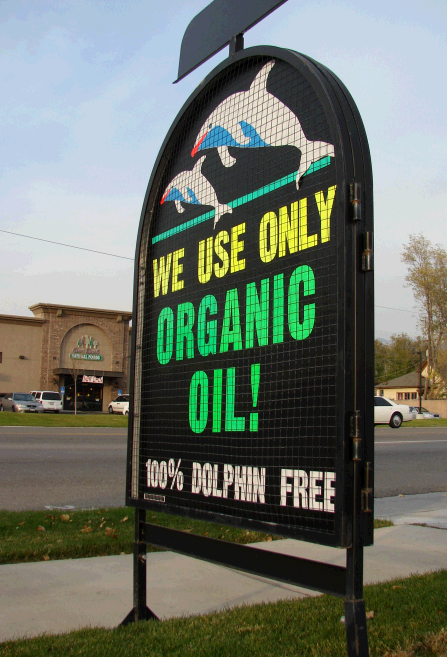 WE USE ONLY
ORGANIC
OIL!
100% DOLPHIN FREE